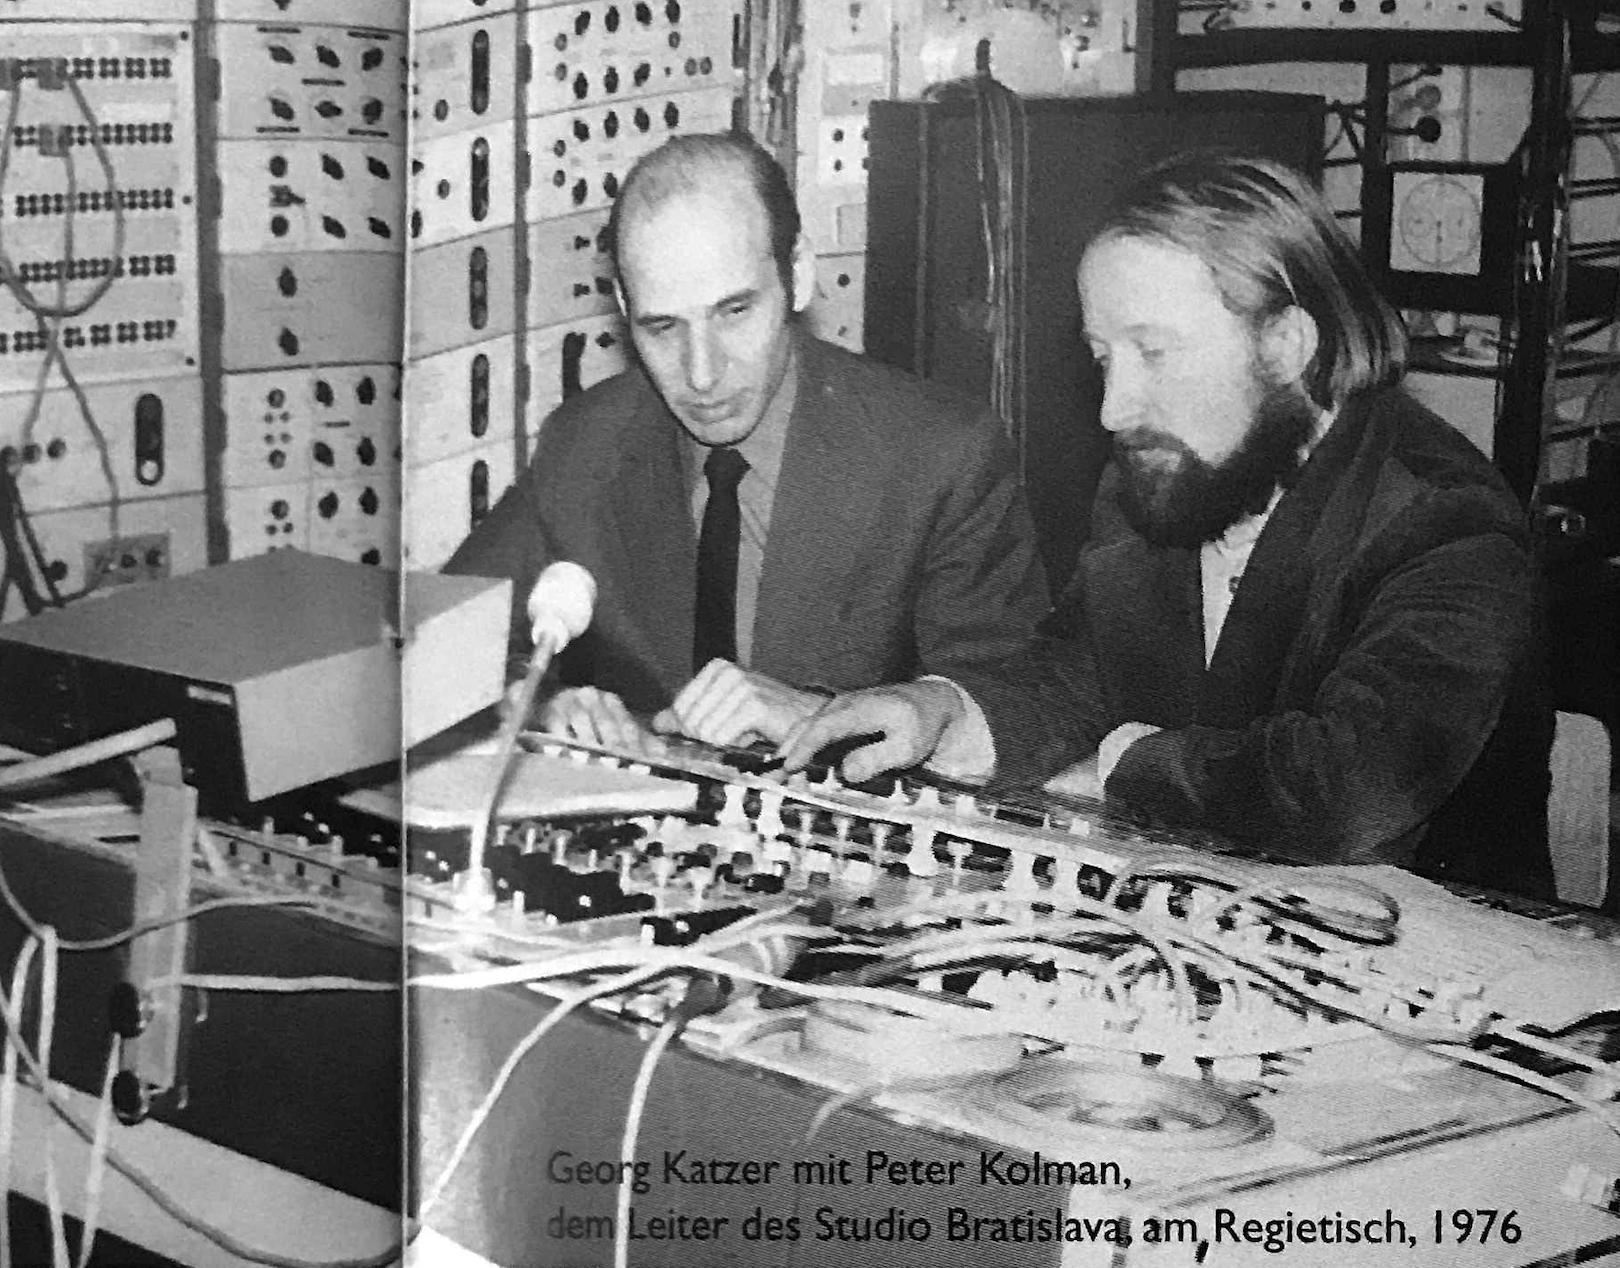 Georg Katzer mit Peter Kolman,
dem Leiter des Studio Bratislava, am Regietisch, 1976